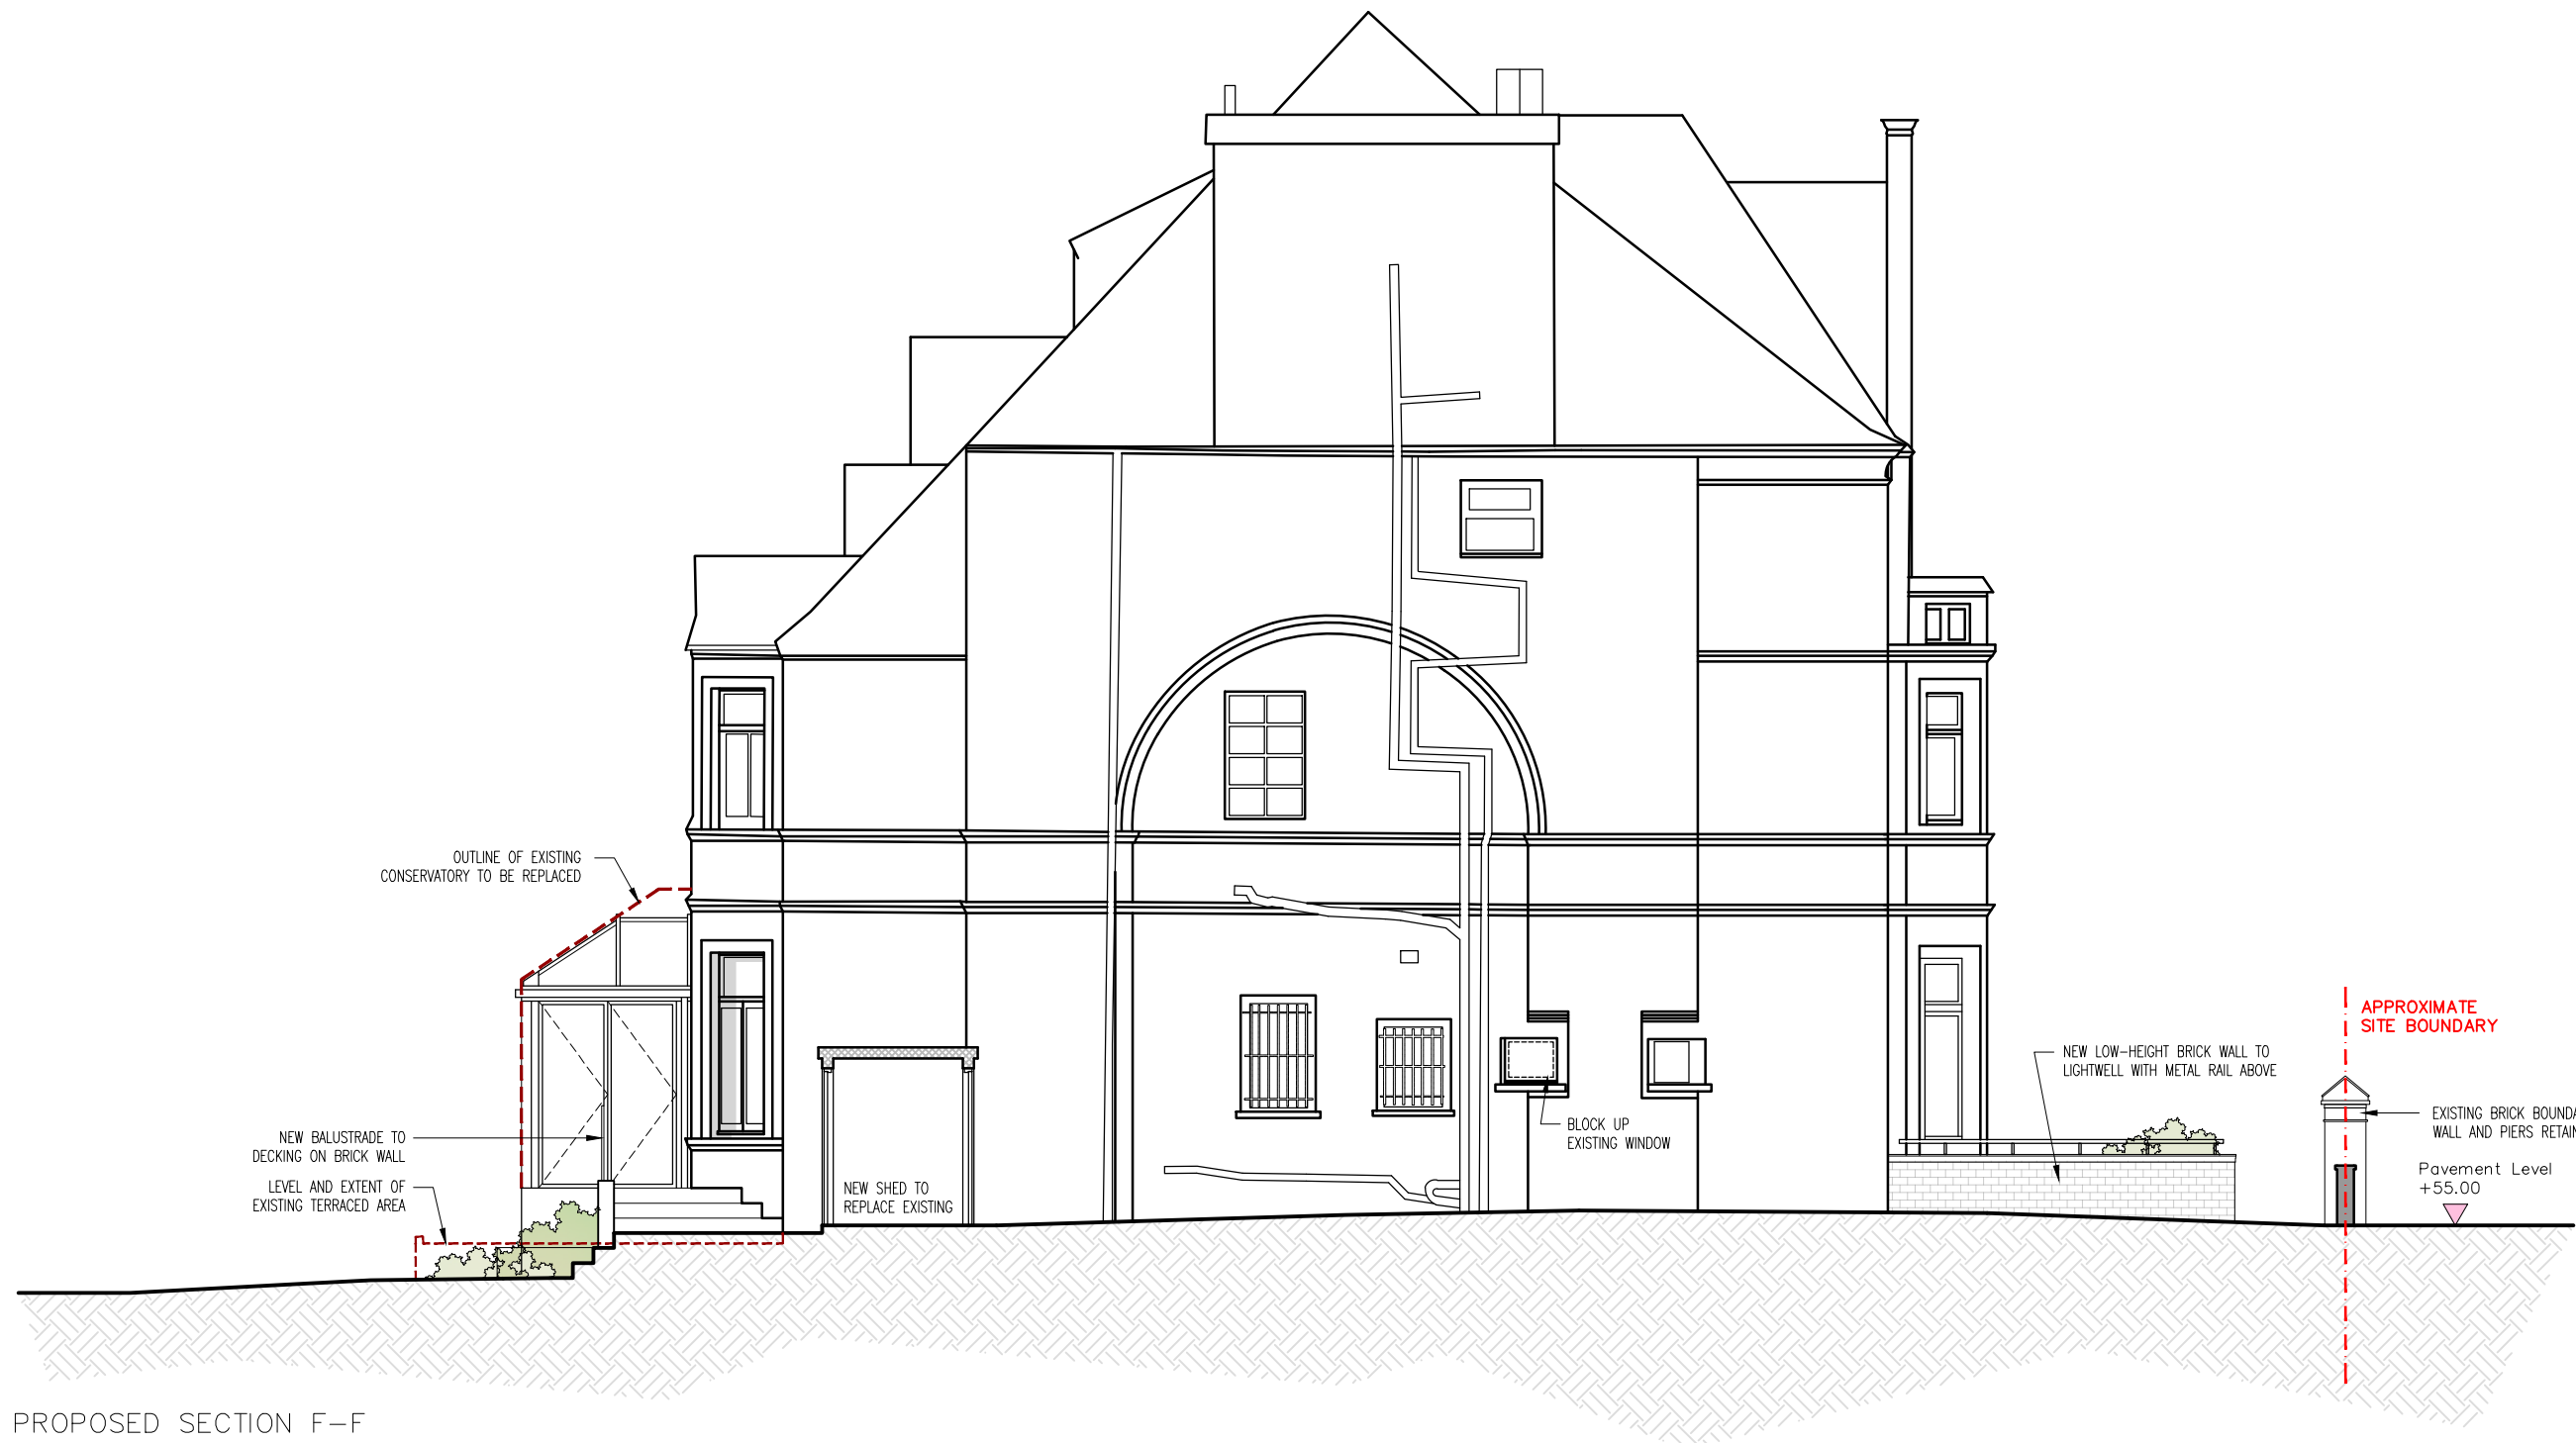 OUTLINE OF EXISTING
CONSERVATORY TO BE REPLACED
NEW BALUSTRADE TO
DECKING ON BRICK WALL
LEVEL AND EXTENT OF
EXISTING TERRACED AREA
NEW SHED TO
REPLACE EXISTING
BLOCK UP
EXISTING WINDOW
APPROXIMATE
SITE BOUNDARY
NEW LOW-HEIGHT BRICK WALL TO
LIGHTWELL WITH METAL RAIL ABOVE
EXISTING BRICK
WALL AND PIERS
Pavement Level
+55.00
PROPOSED SECTION F-F